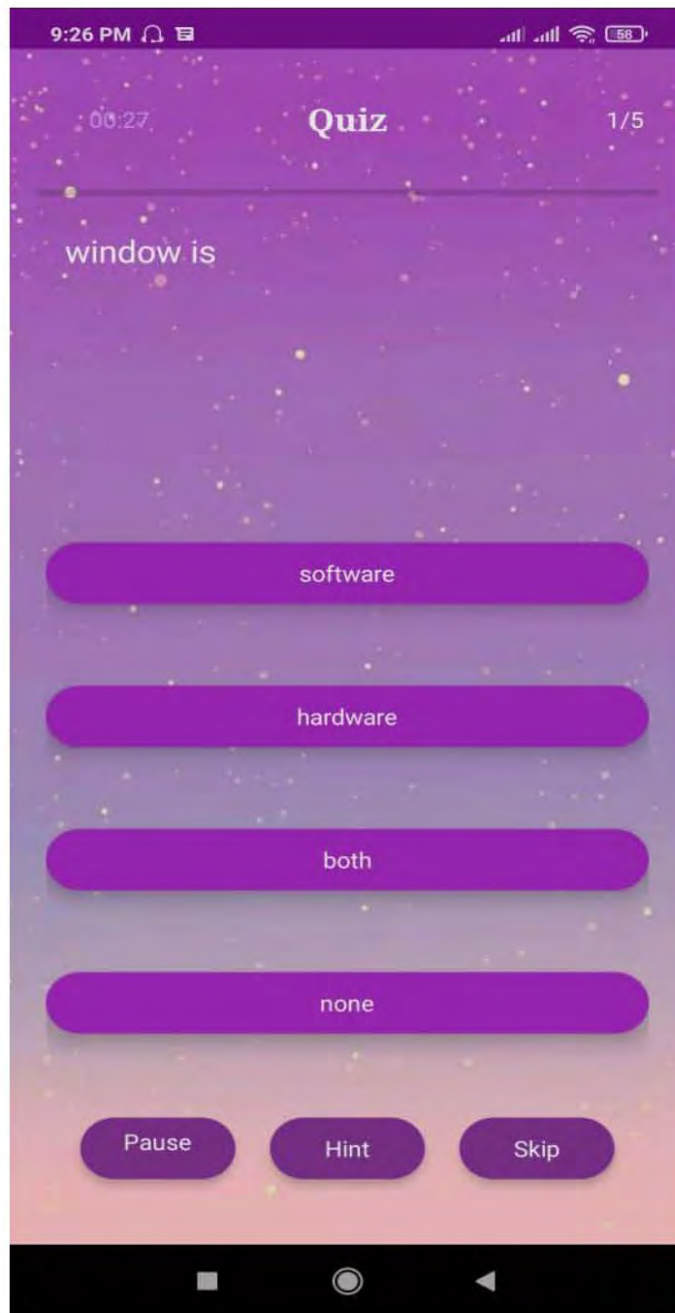 9:26 PM 58
00:27 Quiz 1/5
window is
software
hardware
both
none
Pause Hint Skip